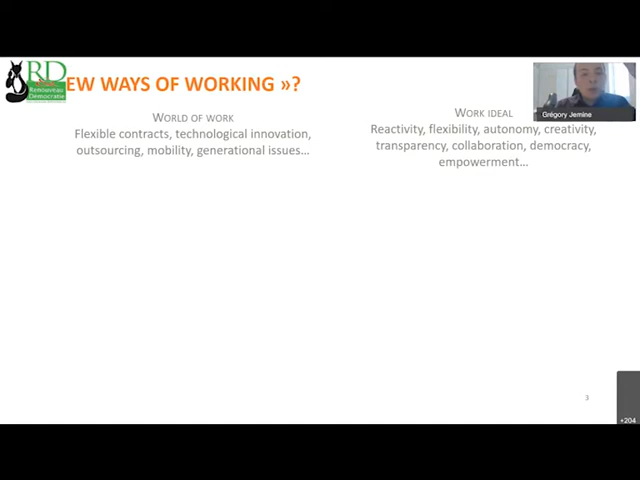 RD
Renouveau
Démocratie
EW WAYS OF WORKING »?
Grégory Jemine
WORLD OF WORK
Flexible contracts, technological innovation,
outsourcing, mobility, generational issues…
WORK IDEAL
Reactivity, flexibility, autonomy, creativity,
transparency, collaboration, democracy,
empowerment…
3
+204